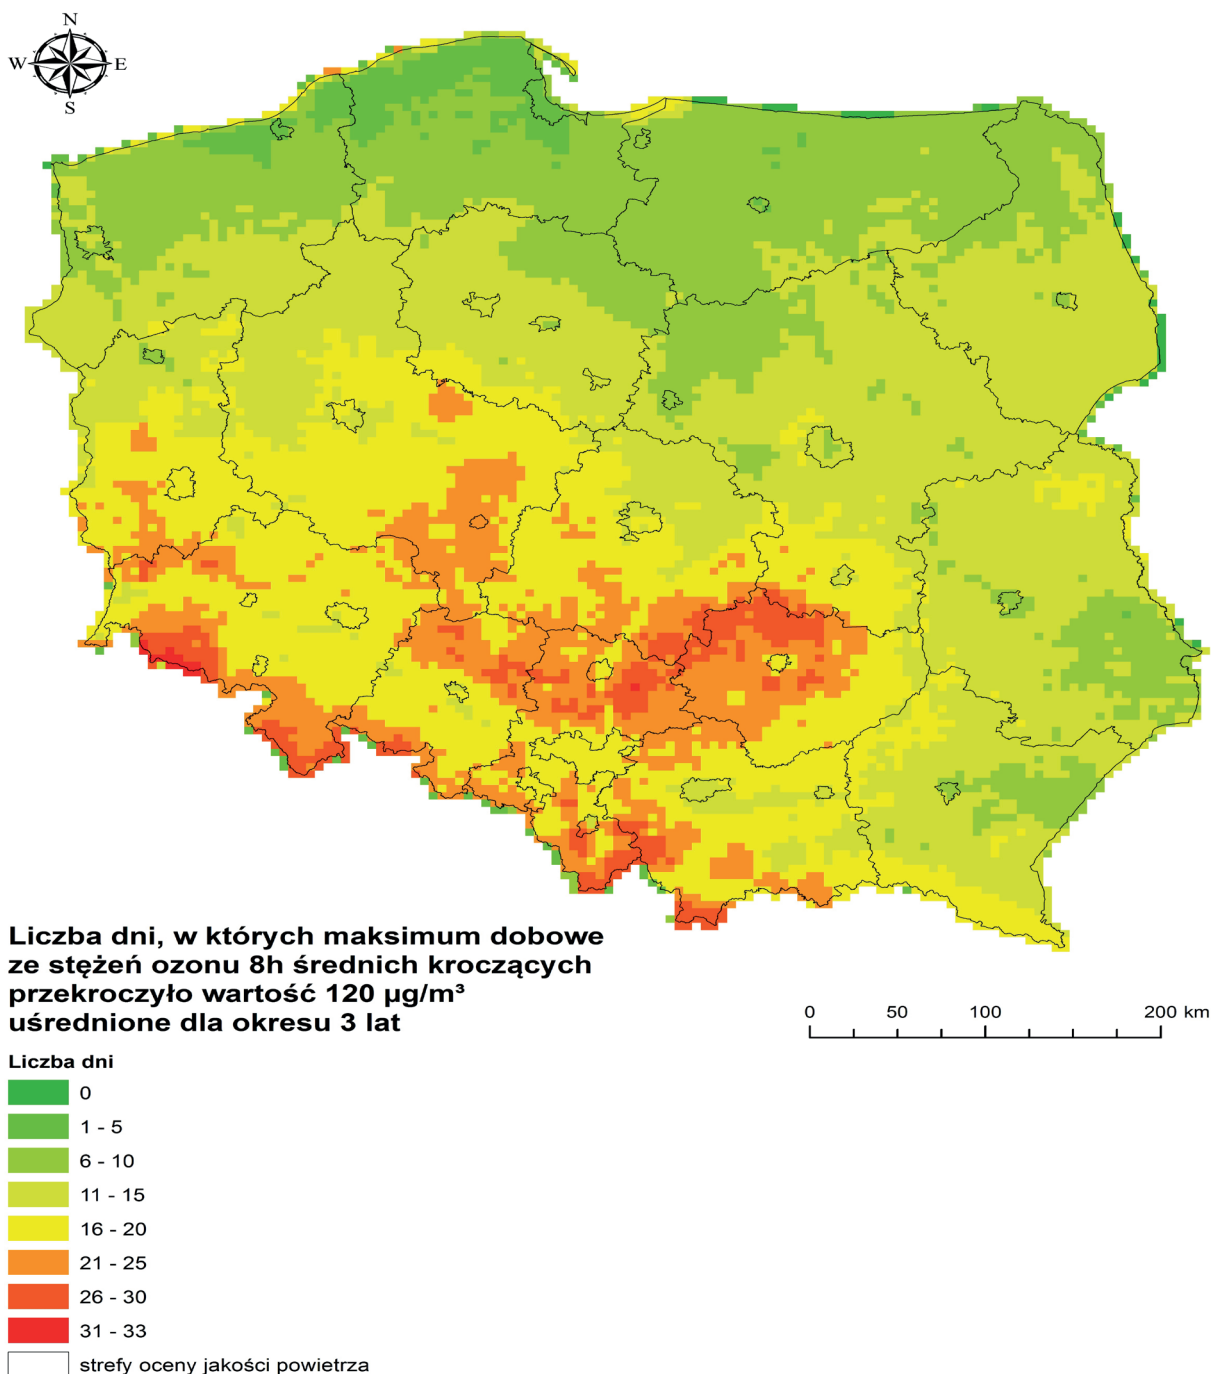 N
W E
S
Liczba dni, w których maksimum dobowe
ze stężeń ozonu 8h średnich kroczących
przekroczyło wartość 120 µg/m³
uśrednione dla okresu 3 lat
0 50 100 200 km
Liczba dni
0
1 - 5
6 - 10
11 - 15
16 - 20
21 - 25
26 - 30
31 - 33
strefy oceny jakości powietrza